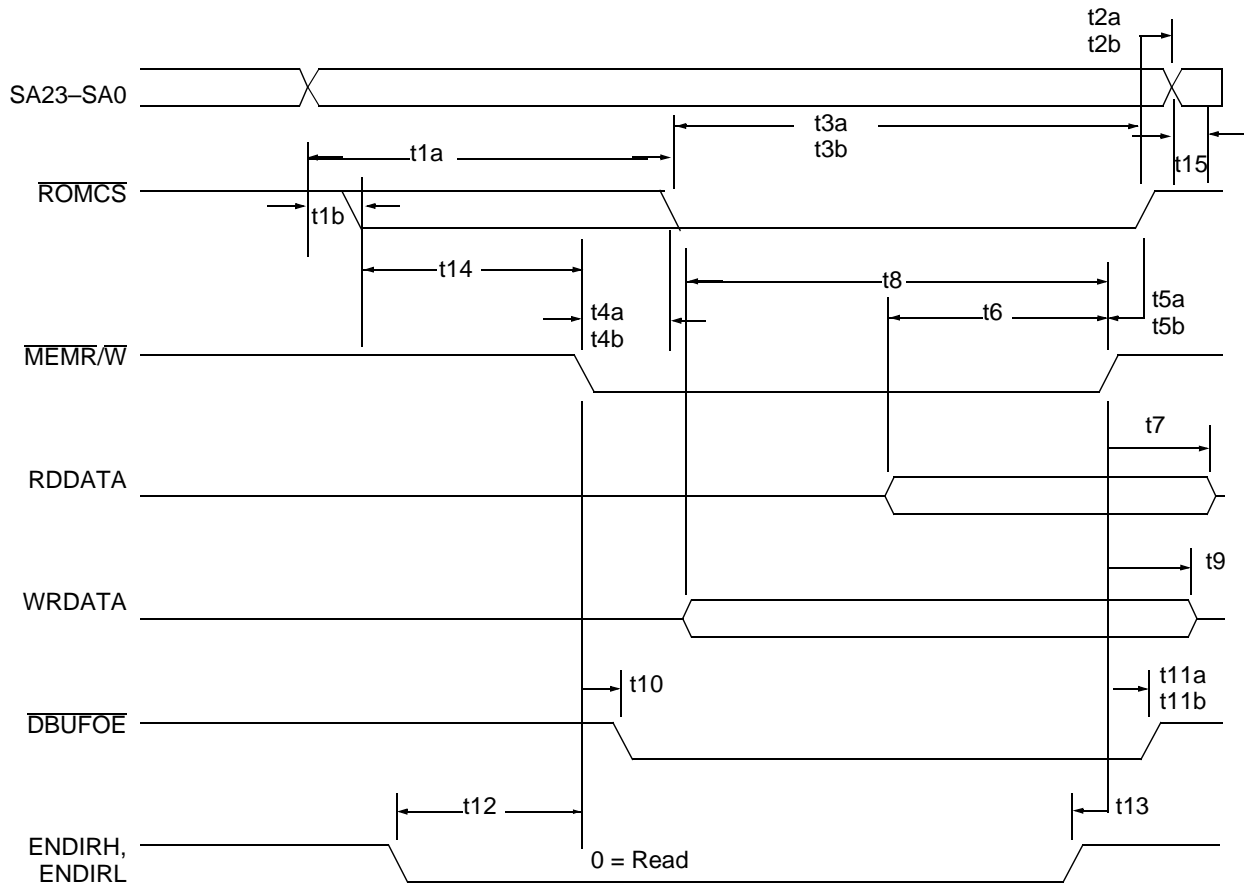 t2a
t2b
SA23–SA0
t3a
t3b
t1a
t15
ROMCS
t1b
t14
t8
t4a
t4b
t6
t5a
t5b
MEMR/W
t7
RDDATA
t9
WRDATA
t10
t11a
t11b
DBUFOE
t12
t13
ENDIRH,
ENDIRL
0 = Read